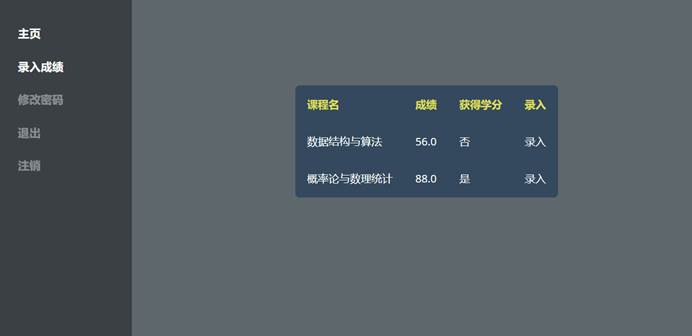 主页
录入成绩
修改密码
退出
注销
课程名 成绩 获得学分 录入
数据结构与算法 56.0 否 录入
概率论与数理统计 88.0 是 录入